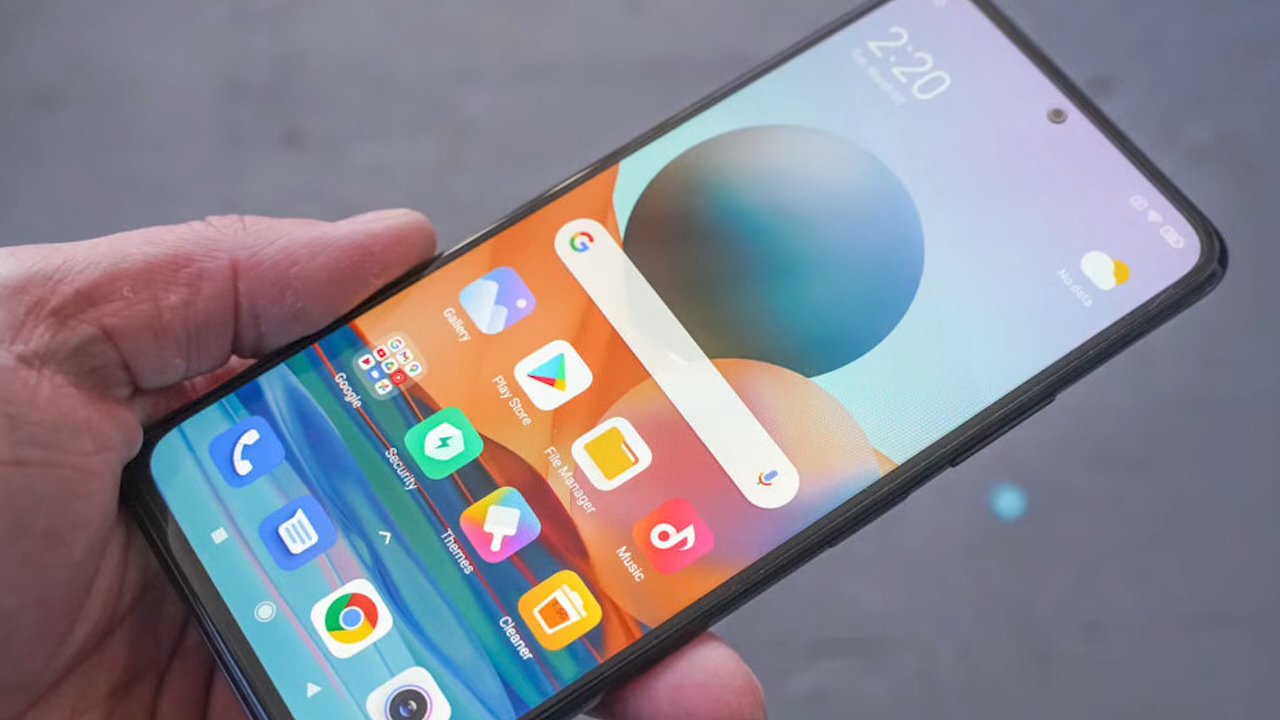 2:20
No data
Gallery
Play Store
File Manager
Music
Google
Security
Themes
Cleaner